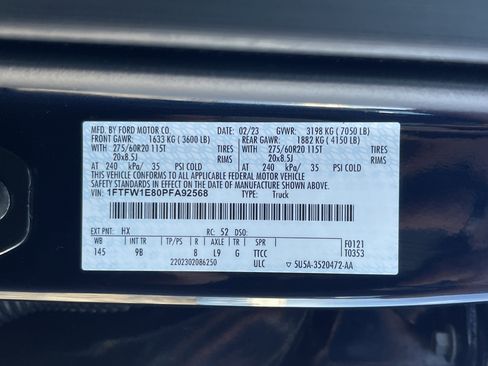 MFD. BY FORD MOTOR CO. DATE: 02/23 GVWR: 3198 KG ( 7050 LB)
FRONT GAWR: 1633 KG ( 3600 LB) REAR GAWR: 1882 KG ( 4150 LB)
WITH 275/60R20 115T TIRES WITH 275/60R20 115T TIRES
20x8.5J RIMS 20x8.5J RIMS
AT 240 kPa/ 35 PSI COLD AT 240 kPa/ 35 PSI COLD
THIS VEHICLE CONFORMS TO ALL APPLICABLE FEDERAL MOTOR VEHICLE
SAFETY STANDARDS IN EFFECT ON THE DATE OF MANUFACTURE SHOWN ABOVE.
VIN: 1FTFW1E80PFA92568 TYPE: Truck
EXT PNT: HX RC: 52 DSO:
WB INT TR TP/PS R AXLE TR SPR F0121
145 9B 8 L9 G TTCC T0353
2202302086250 ULC 5U5A-3520472-AA